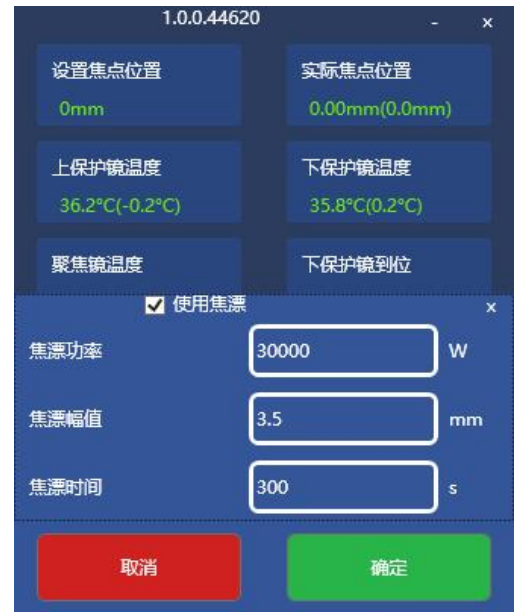 1.0.0.44620 - x
设置焦点位置 实际焦点位置
0mm 0.00mm(0.0mm)
上保护镜温度 下保护镜温度
36.2°C(-0.2°C) 35.8°C(0.2°C)
聚焦镜温度 下保护镜到位
使用焦漂 x
焦漂功率 30000 W
焦漂幅值 3.5 mm
焦漂时间 300 s
取消 确定